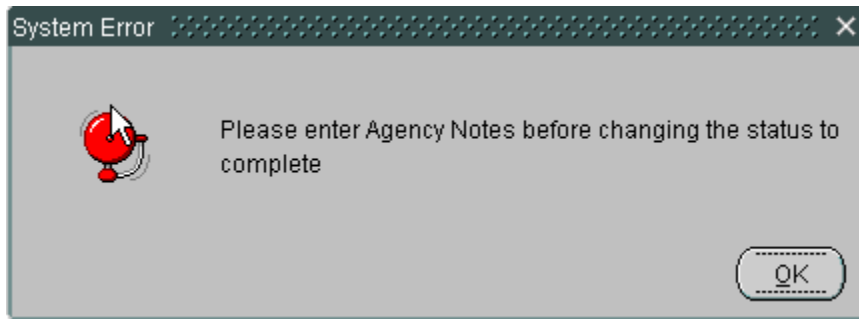 System Error
Please enter Agency Notes before changing the status to
complete
OK